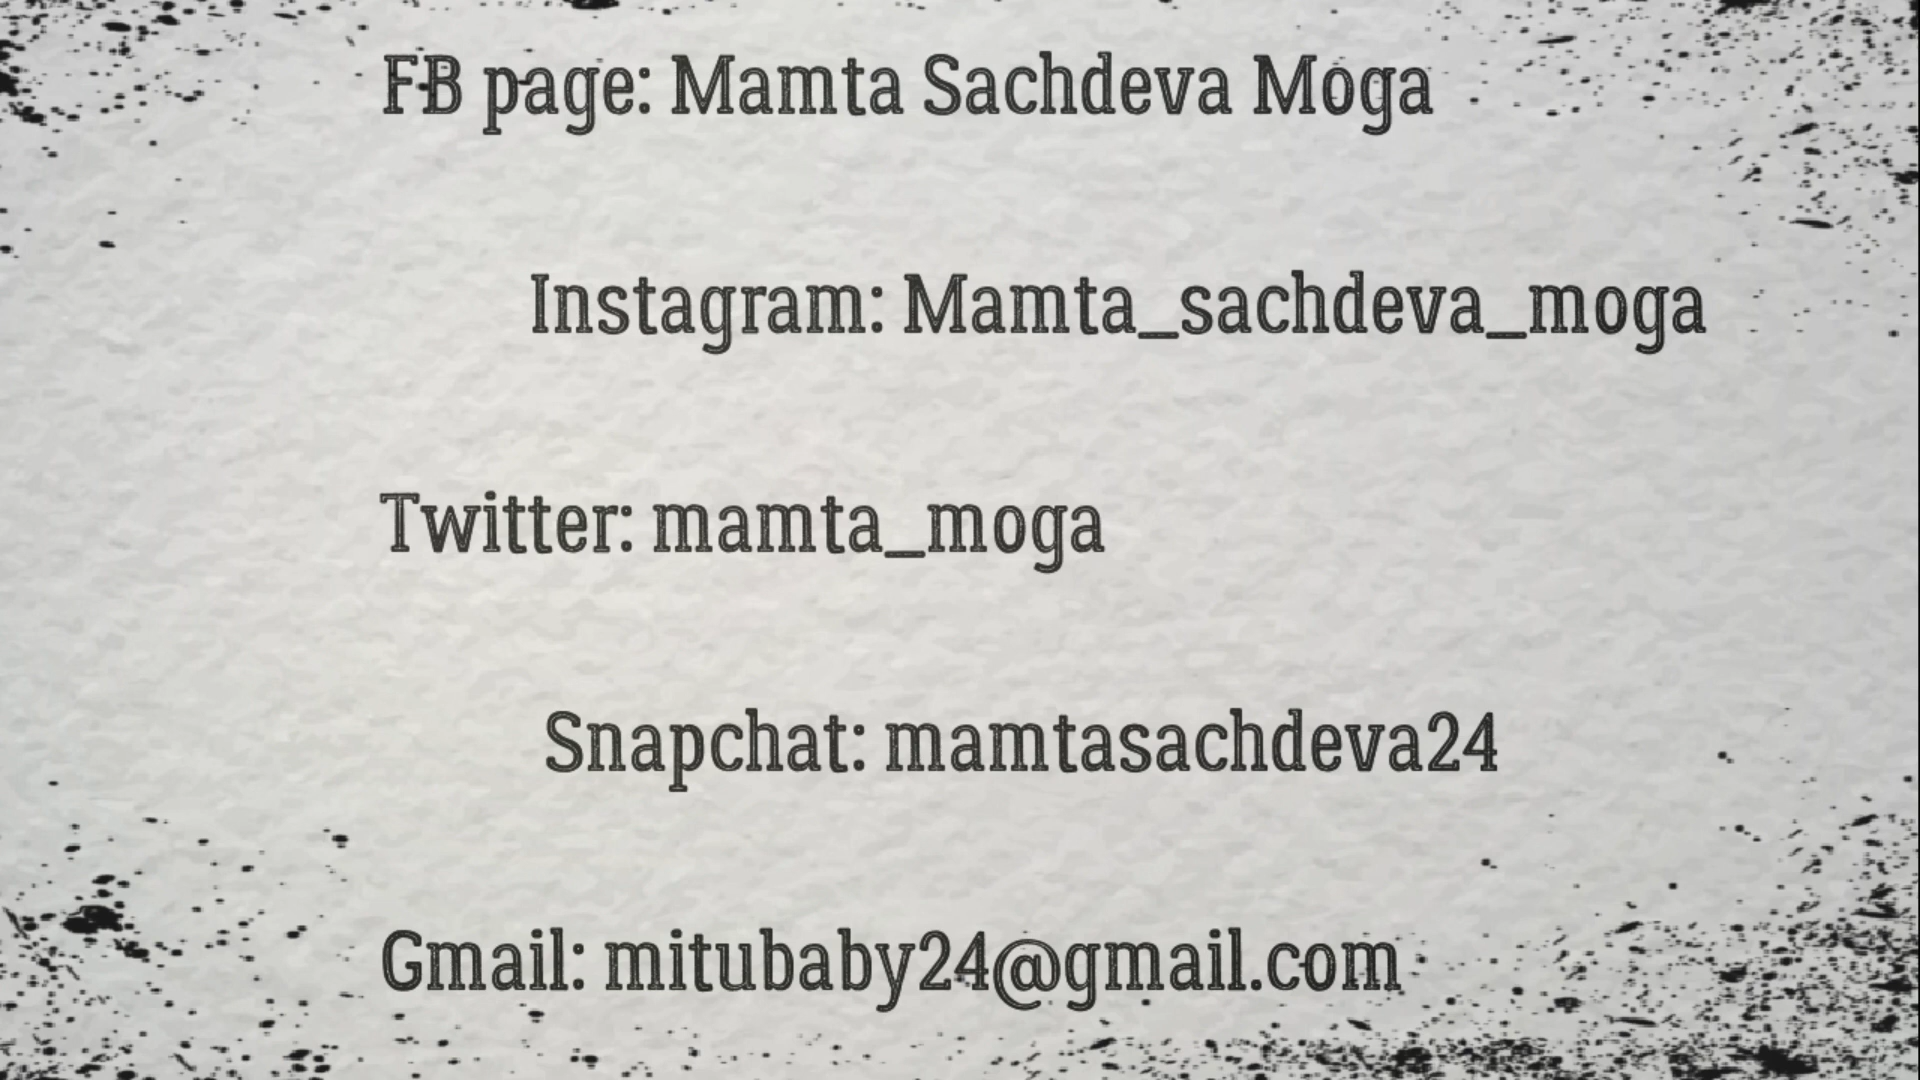 FB page: Mamta Sachdeva Moga
Instagram: Mamta_sachdeva_moga
Twitter: mamta_moga
Snapchat: mamtasachdeva24
Gmail: mitubaby24@gmail.com